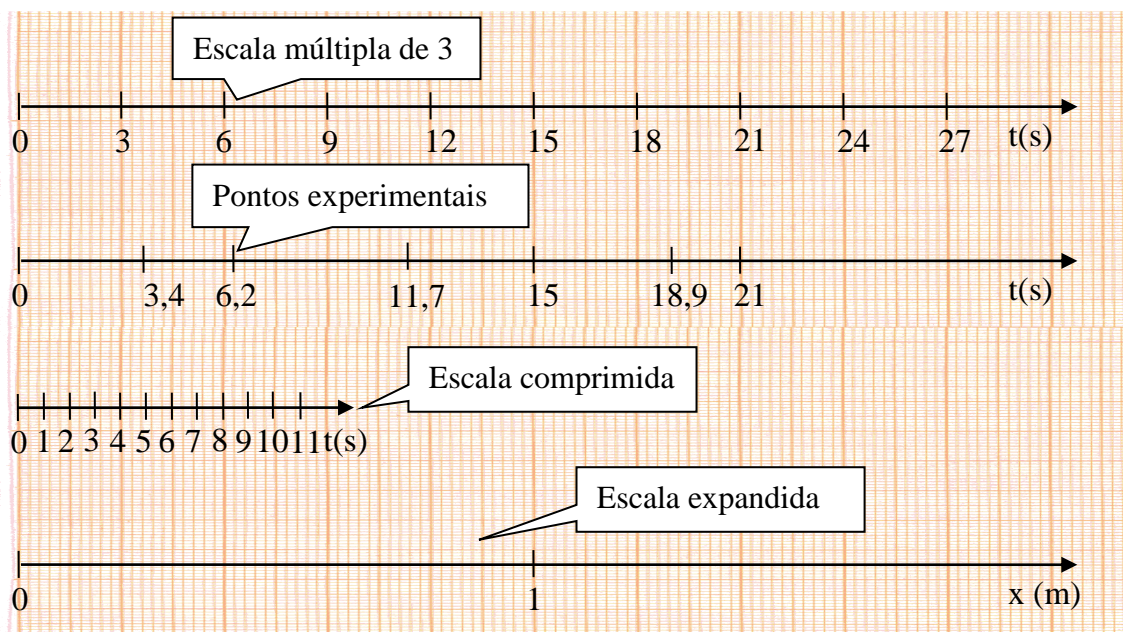 Escala múltipla de 3
0 3 6 9 12 15 18 21 24 27 t(s)
Pontos experimentais
0 3,4 6,2 11,7 15 18,9 21 t(s)
Escala comprimida
0 1 2 3 4 5 6 7 8 9 10 11 t(s)
Escala expandida
0 1 x (m)